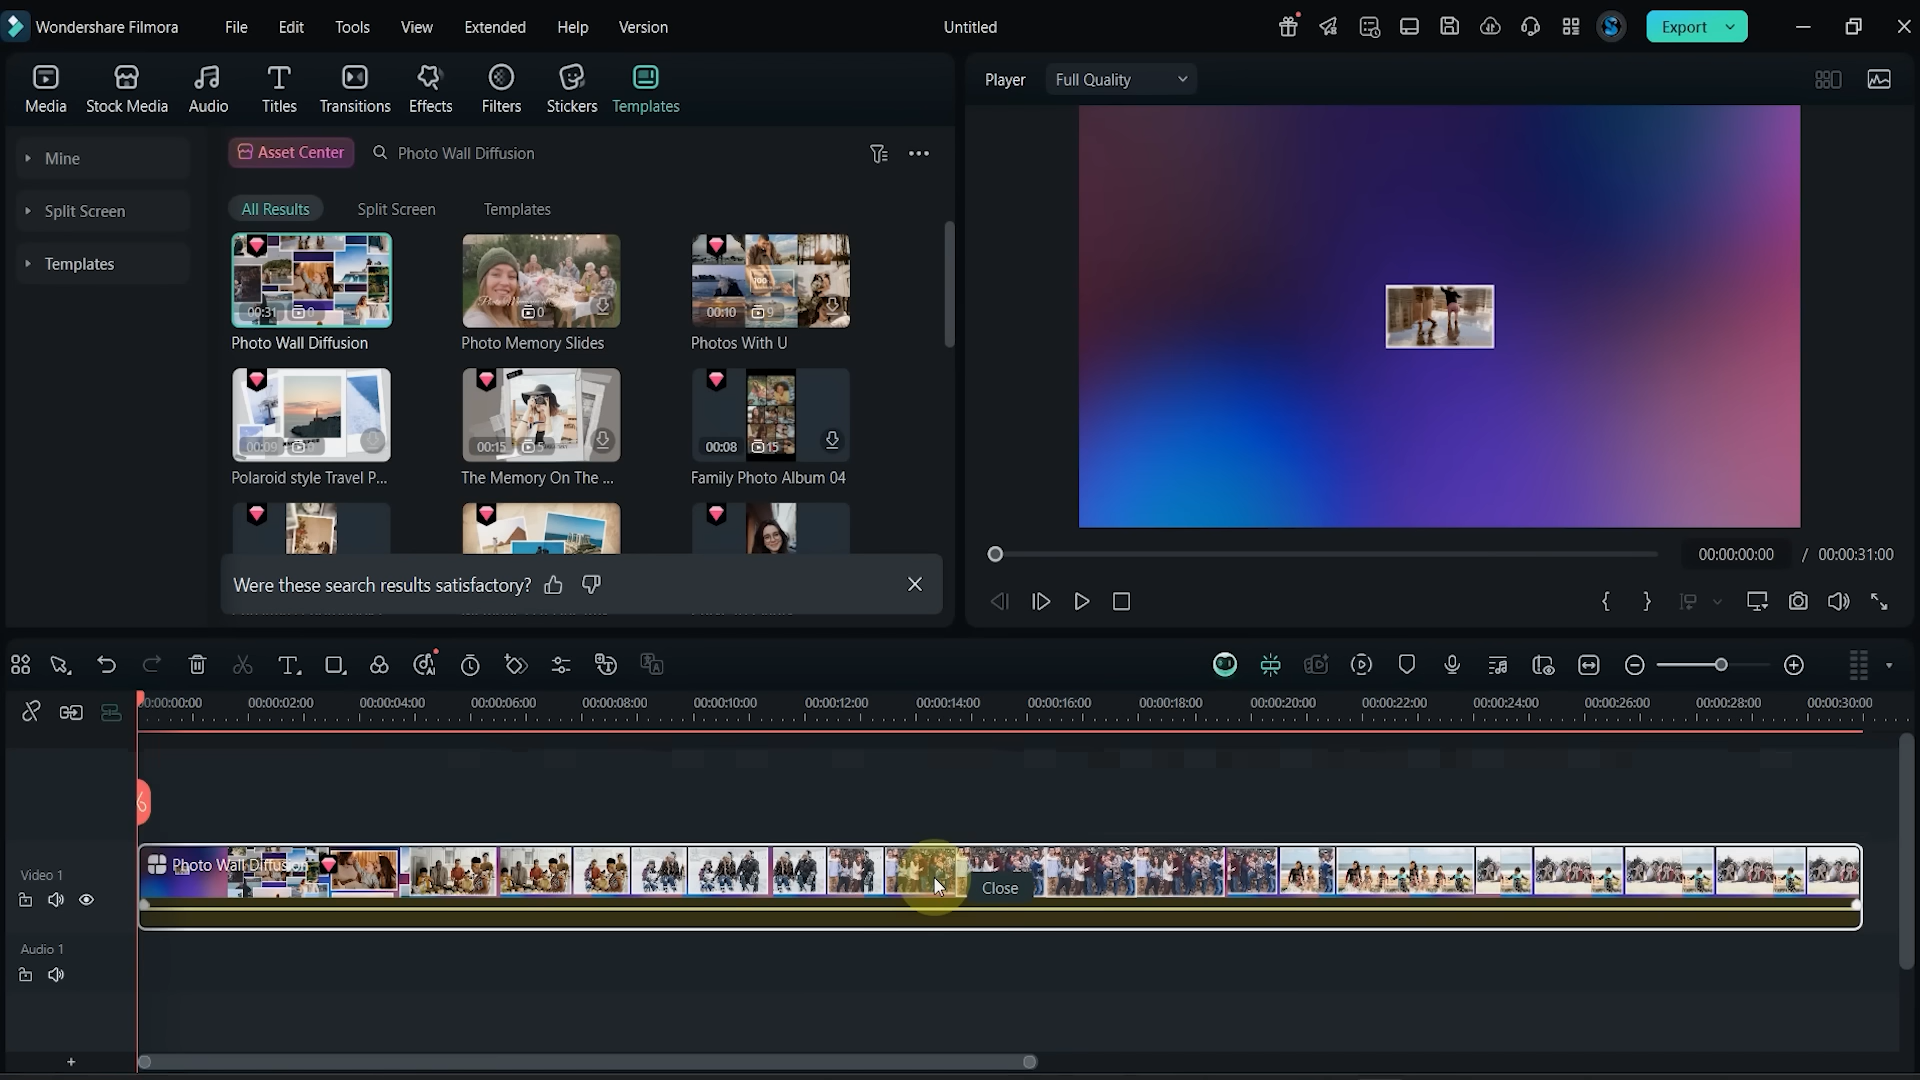 Wondershare Filmora File Edit Tools View Extended Help Version Untitled Export
Media Stock Media Audio Titles Transitions Effects Filters Stickers Templates
Player Full Quality
Mine
Split Screen
Templates
Asset Center Photo Wall Diffusion
All Results Split Screen Templates
00:31 0 0 00:10 9
Photo Wall Diffusion Photo Memory Slides Photos With U
00:09 00:15 5 00:08 15
Polaroid style Travel P... The Memory On The ... Family Photo Album 04
Were these search results satisfactory?
00:00:00:00 / 00:00:31:00
00:00:00:00 00:00:02:00 00:00:04:00 00:00:06:00 00:00:08:00 00:00:10:00 00:00:12:00 00:00:14:00 00:00:16:00 00:00:18:00 00:00:20:00 00:00:22:00 00:00:24:00 00:00:26:00 00:00:28:00 00:00:30:00
Photo Wall Diffusion
Video 1
Close
Audio 1